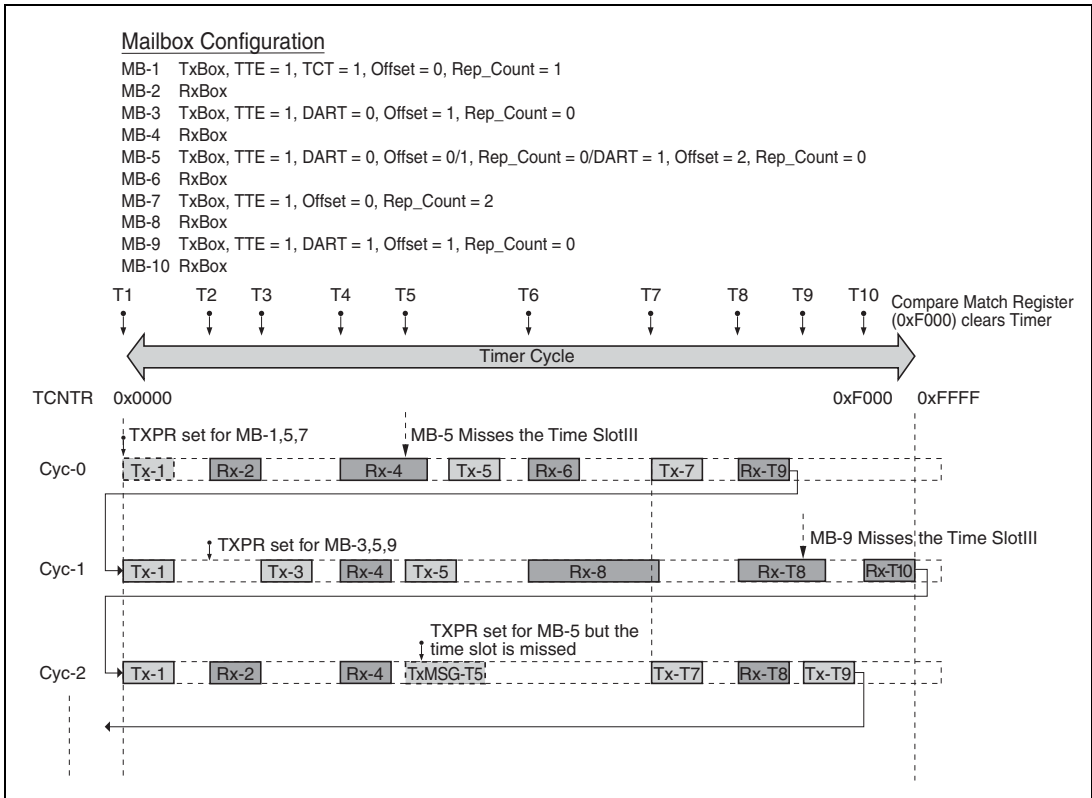 Mailbox Configuration
MB-1 TxBox, TTE = 1, TCT = 1, Offset = 0, Rep_Count = 1
MB-2 RxBox
MB-3 TxBox, TTE = 1, DART = 0, Offset = 1, Rep_Count = 0
MB-4 RxBox
MB-5 TxBox, TTE = 1, DART = 0, Offset = 0/1, Rep_Count = 0/DART = 1, Offset = 2, Rep_Count = 0
MB-6 RxBox
MB-7 TxBox, TTE = 1, Offset = 0, Rep_Count = 2
MB-8 RxBox
MB-9 TxBox, TTE = 1, DART = 1, Offset = 1, Rep_Count = 0
MB-10 RxBox
T1 T2 T3 T4 T5 T6 T7 T8 T9 T10 Compare Match Register
(0xF000) clears Timer
Timer Cycle
TCNTR 0x0000 0xF000 0xFFFF
TXPR set for MB-1,5,7 MB-5 Misses the Time SlotIII
Cyc-0 Tx-1 Rx-2 Rx-4 Tx-5 Rx-6 Tx-7 Rx-T9
TXPR set for MB-3,5,9 MB-9 Misses the Time SlotIII
Cyc-1 Tx-1 Tx-3 Rx-4 Tx-5 Rx-8 Rx-T8 Rx-T10
TXPR set for MB-5 but the
time slot is missed
Cyc-2 Tx-1 Rx-2 Rx-4 TxMSG-T5 Tx-T7 Rx-T8 Tx-T9